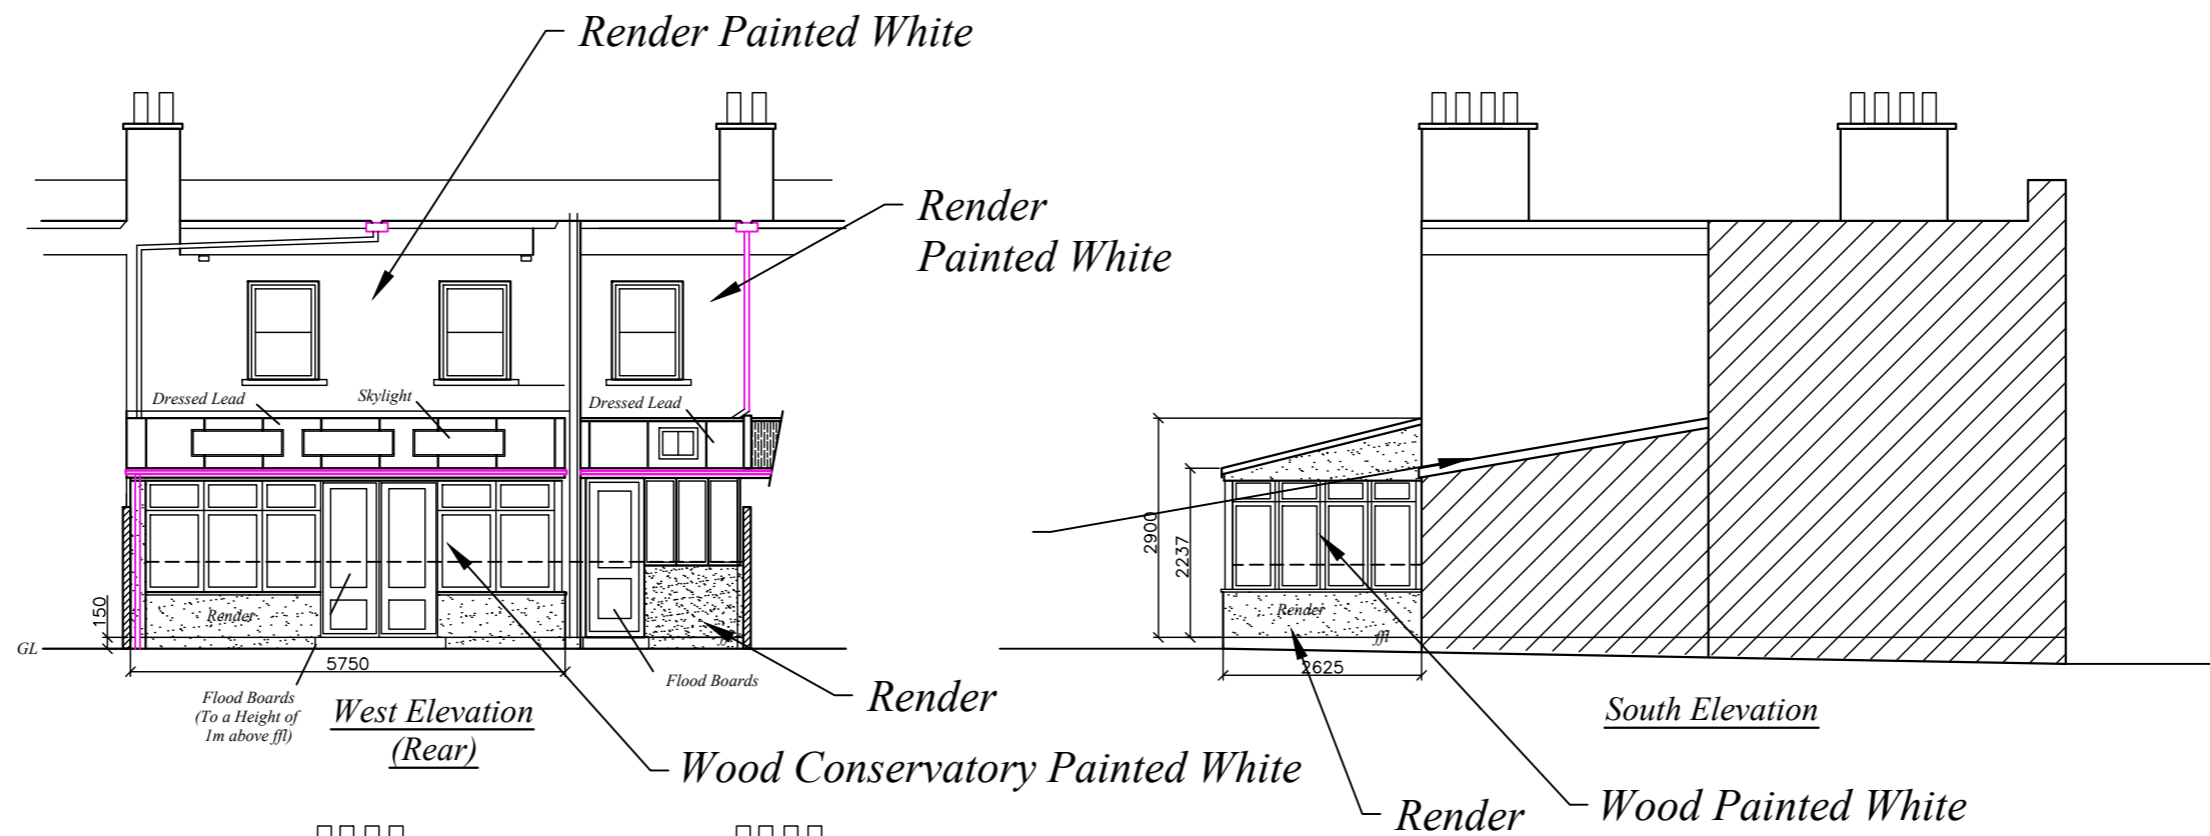 Render Painted White
Render
Painted White
Dressed Lead
Skylight
Dressed Lead
Render
150
GL
5750
Flood Boards
(To a Height of
1m above ffl)
West Elevation
(Rear)
Flood Boards
Render
Wood Conservatory Painted White
2900
2237
Render
ffl
2625
South Elevation
Render
Wood Painted White